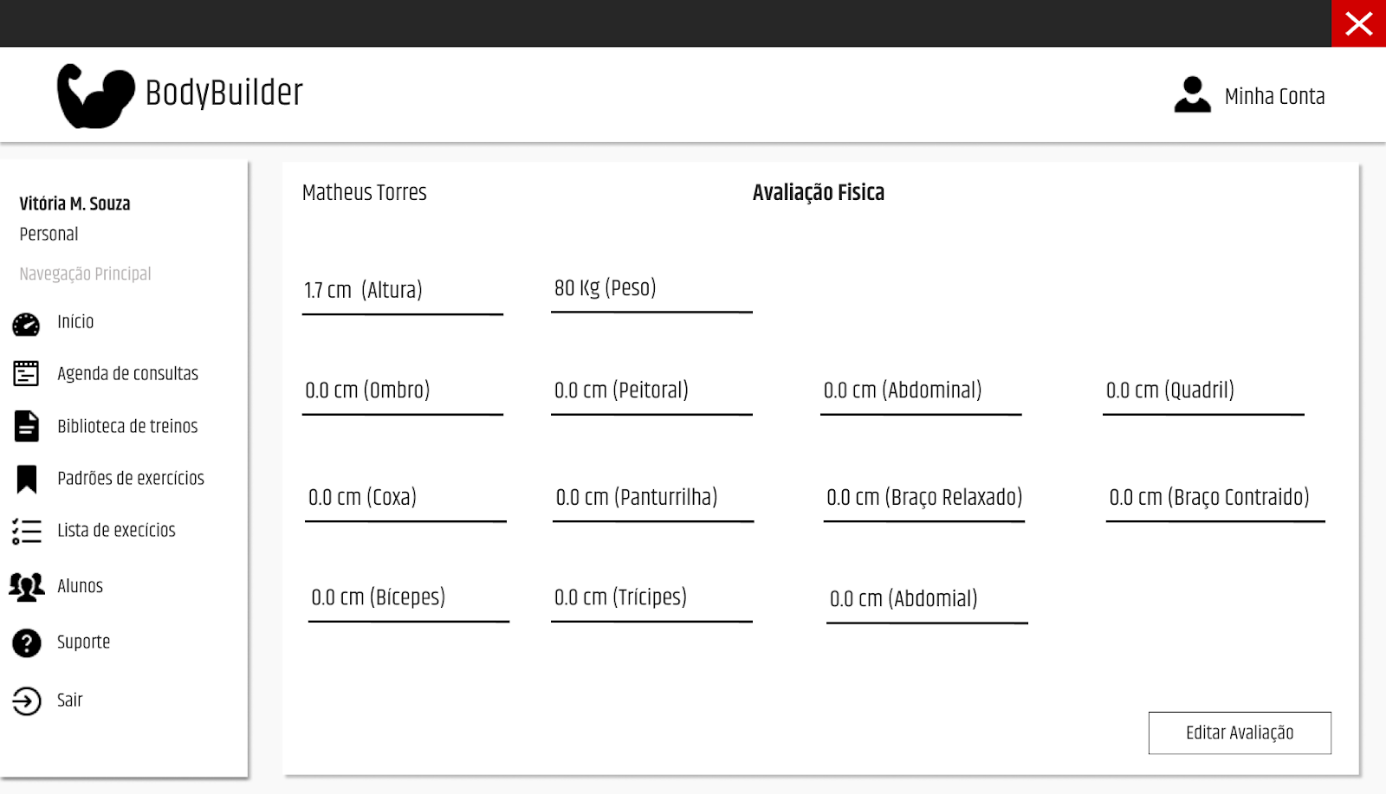 BodyBuilder
Minha Conta
Vitória M. Souza
Personal
Navegação Principal
Início
Agenda de consultas
Biblioteca de treinos
Padrões de exercícios
Lista de execícios
Alunos
Suporte
Sair
Matheus Torres
Avaliação Fisica
1.7 cm (Altura)
80 Kg (Peso)
0.0 cm (Ombro)
0.0 cm (Peitoral)
0.0 cm (Abdominal)
0.0 cm (Quadril)
0.0 cm (Coxa)
0.0 cm (Panturrilha)
0.0 cm (Braço Relaxado)
0.0 cm (Braço Contraido)
0.0 cm (Bícepes)
0.0 cm (Trícipes)
0.0 cm (Abdomial)
Editar Avaliação